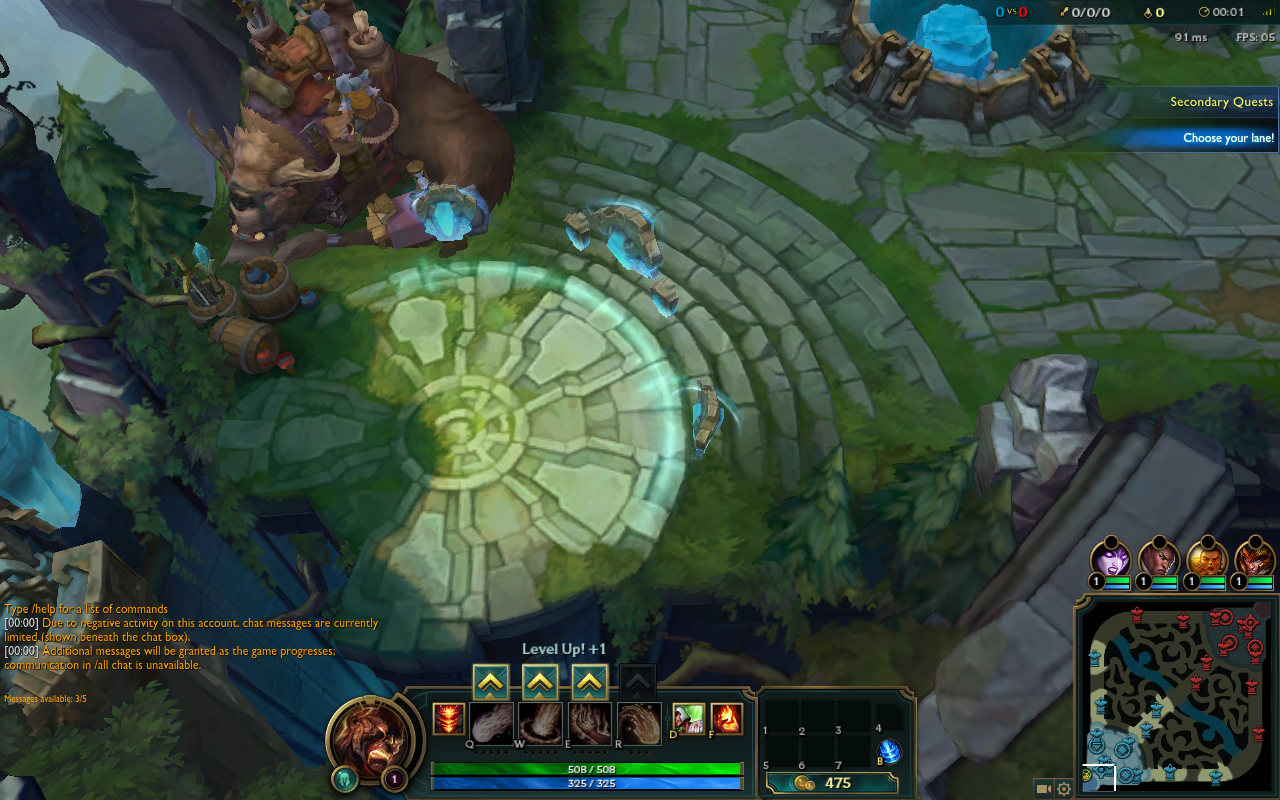 0 vs 0 0/0/0 0 00:01
91 ms FPS: 05
Secondary Quests
Choose your lane!
1 1 1 1
Type /help for a list of commands
[00:00] Due to negative activity on this account, chat messages are currently
limited (shown beneath the chat box).
[00:00] Additional messages will be granted as the game progresses;
communication in /all chat is unavailable.
Messages available: 3/5
Level Up! +1
Q W E R D F
1 2 3 4
5 6 7 B
508 / 508
325 / 325
1
475